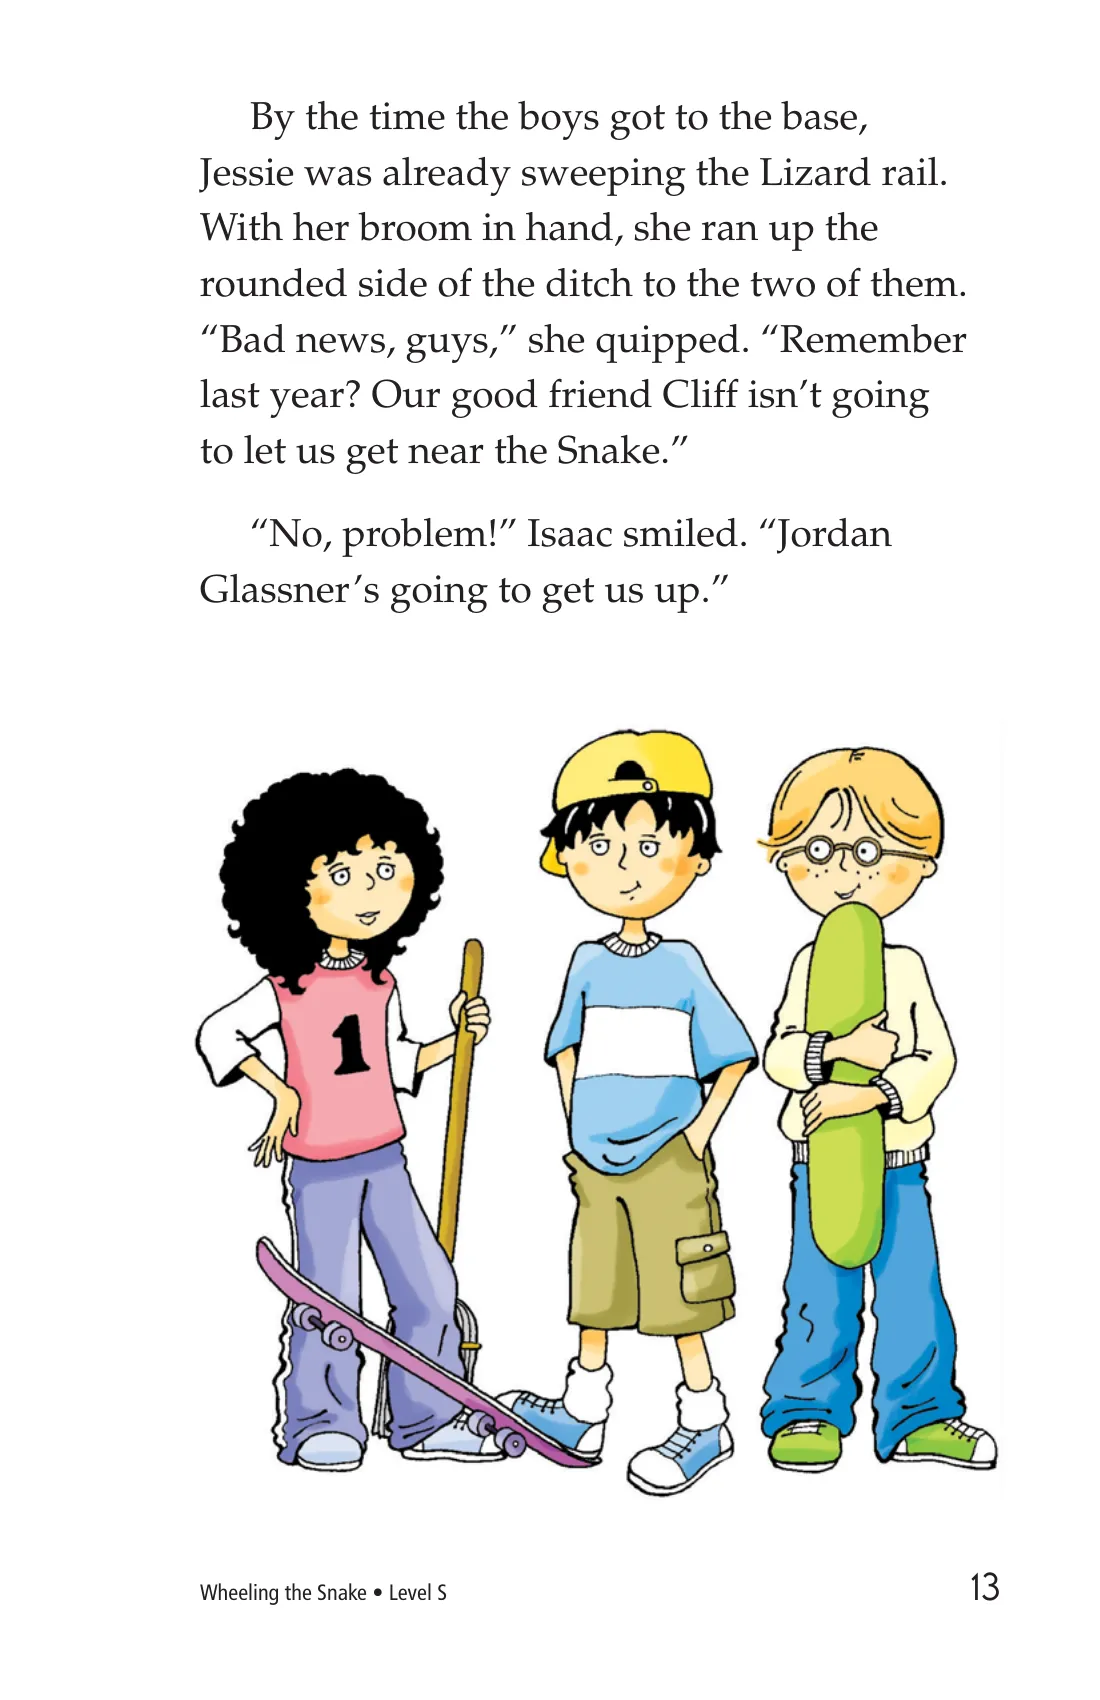 By the time the boys got to the base,
Jessie was already sweeping the Lizard rail.
With her broom in hand, she ran up the
rounded side of the ditch to the two of them.
“Bad news, guys,” she quipped. “Remember
last year? Our good friend Cliff isn’t going
to let us get near the Snake.”
“No, problem!” Isaac smiled. “Jordan
Glassner’s going to get us up.”
1
Wheeling the Snake • Level S
13